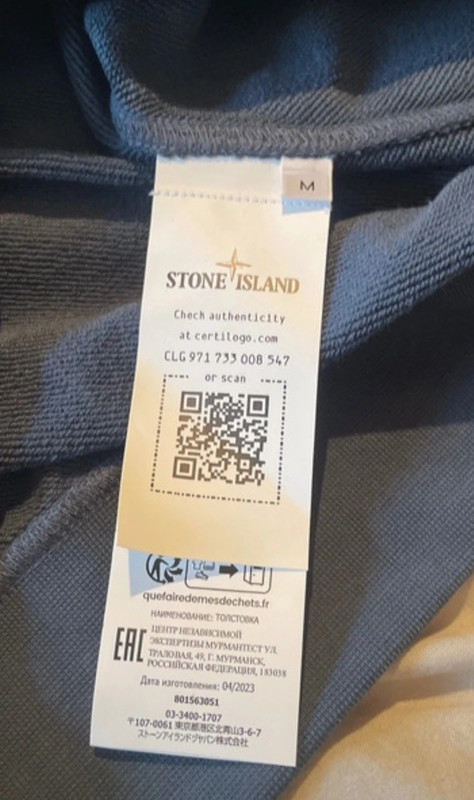 M
STONE ISLAND
Check authenticity
at certilogo.com
CLG 971 733 008 547
or scan
quefairedemesdechets.fr
НАИМЕНОВАНИЕ: ТОЛСТОВКА
EAC
ЦЕНТР НЕЗАВИСИМОЙ
ЭКСПЕРТИЗЫ МУРМАНТЕСТ УЛ.
ТРАЛОВАЯ, 49, Г. МУРМАНСК,
РОССИЙСКАЯ ФЕДЕРАЦИЯ, 183038
Дата изготовления: 04/2023
801563051
03-3400-1707
〒107-0061 東京都港区北青山3-6-7
ストーンアイランドジャパン株式会社